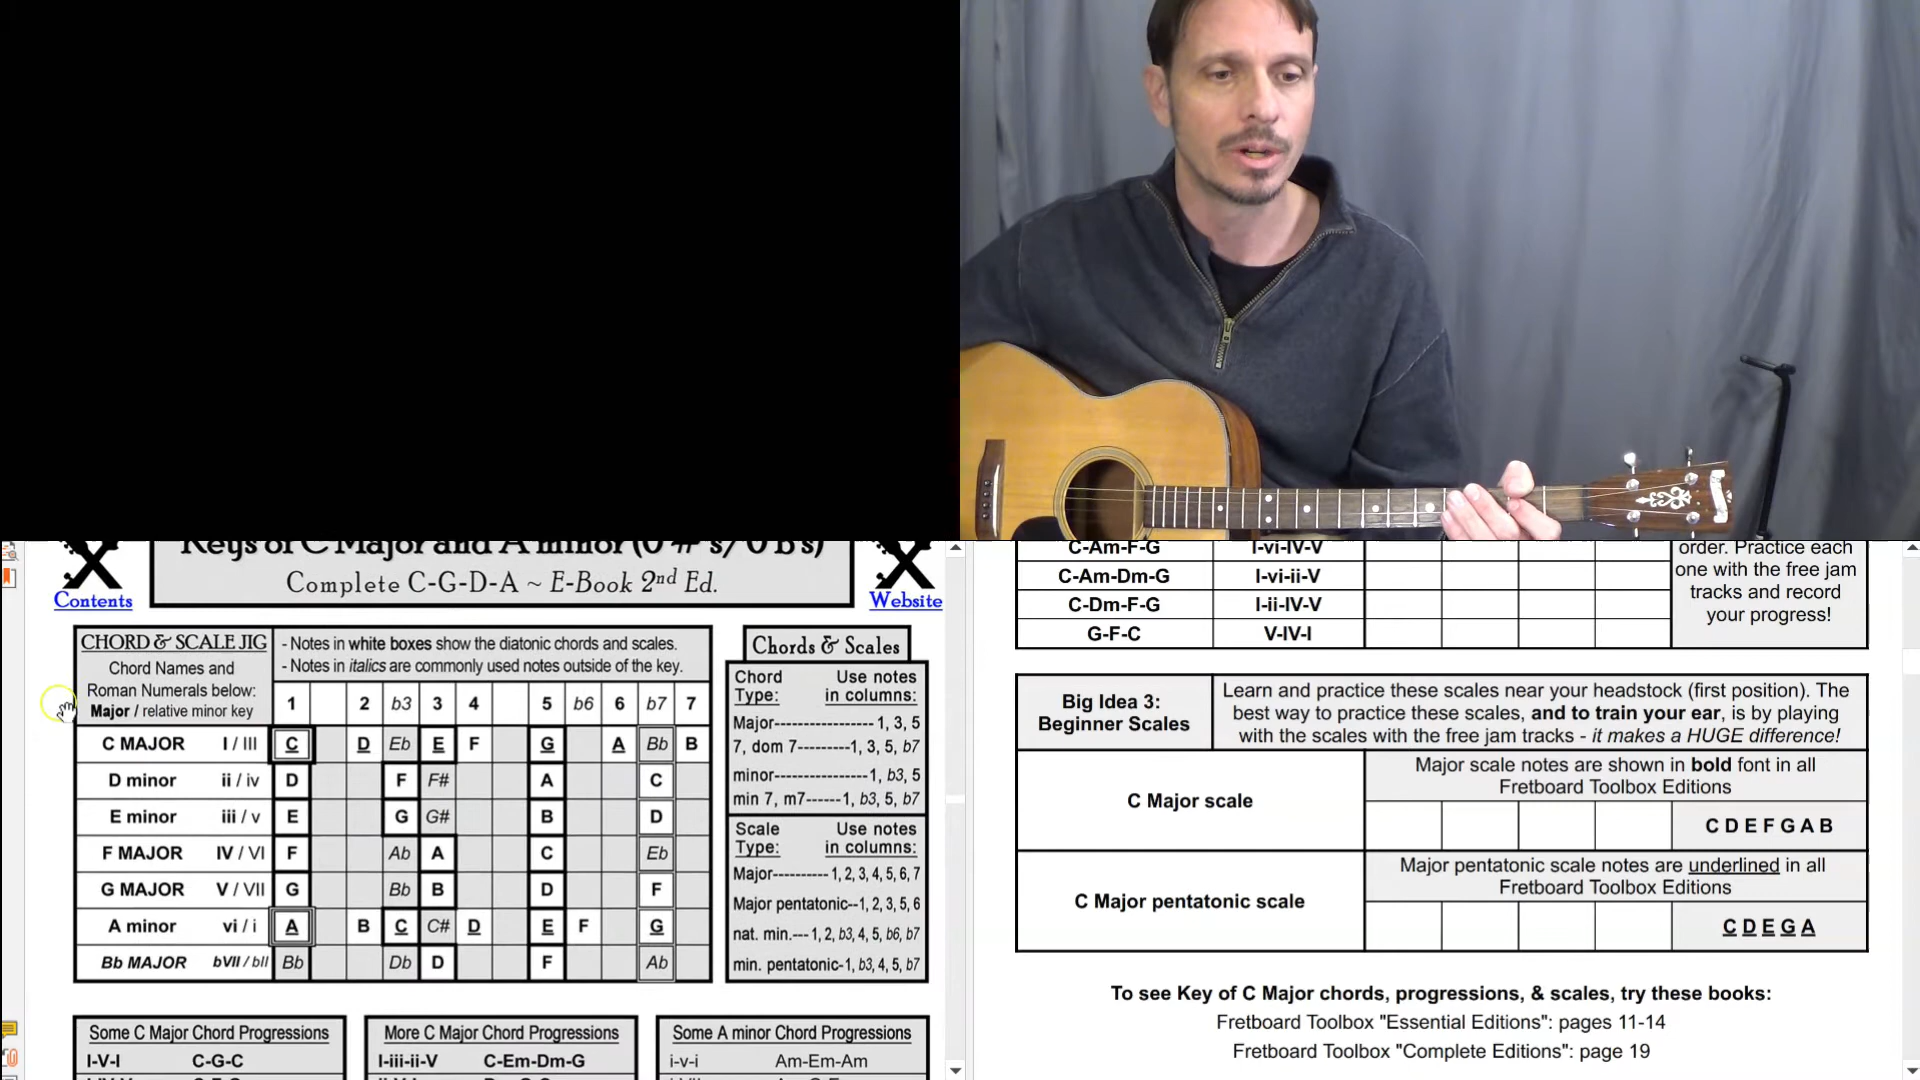 Keys of C Major and A minor (0 #'s/ 0 b's)
Complete C-G-D-A ~ E-Book 2nd Ed.
Contents
Website
CHORD & SCALE JIG
Chord Names and
Roman Numerals below:
Major / relative minor key
- Notes in white boxes show the diatonic chords and scales.
- Notes in italics are commonly used notes outside of the key.
1 2 b3 3 4 5 b6 6 b7 7
C MAJOR I / III C D Eb E F G A Bb B
D minor ii / iv D F F# A C
E minor iii / v E G G# B D
F MAJOR IV / VI F Ab A C Eb
G MAJOR V / VII G Bb B D F
A minor vi / i A B C C# D E F G
Bb MAJOR bVII / bII Bb Db D F Ab
Chords & Scales
Chord Use notes
Type: in columns:
Major----------------- 1, 3, 5
7, dom 7-----------1, 3, 5, b7
minor------------------1, b3, 5
min 7, m7------1, b3, 5, b7
Scale Use notes
Type: in columns:
Major---------- 1, 2, 3, 4, 5, 6, 7
Major pentatonic--1, 2, 3, 5, 6
nat. min.--- 1, 2, b3, 4, 5, b6, b7
min. pentatonic-1, b3, 4, 5, b7
Some C Major Chord Progressions
I-V-I C-G-C
More C Major Chord Progressions
I-iii-ii-V C-Em-Dm-G
Some A minor Chord Progressions
i-v-i Am-Em-Am
C-Am-F-G I-vi-IV-V
C-Am-Dm-G I-vi-ii-V
C-Dm-F-G I-ii-IV-V
G-F-C V-IV-I
order. Practice each
one with the free jam
tracks and record
your progress!
Big Idea 3:
Beginner Scales
Learn and practice these scales near your headstock (first position). The
best way to practice these scales, and to train your ear, is by playing
with the scales with the free jam tracks - it makes a HUGE difference!
C Major scale
Major scale notes are shown in bold font in all
Fretboard Toolbox Editions
C D E F G A B
C Major pentatonic scale
Major pentatonic scale notes are underlined in all
Fretboard Toolbox Editions
C D E G A
To see Key of C Major chords, progressions, & scales, try these books:
Fretboard Toolbox "Essential Editions": pages 11-14
Fretboard Toolbox "Complete Editions": page 19